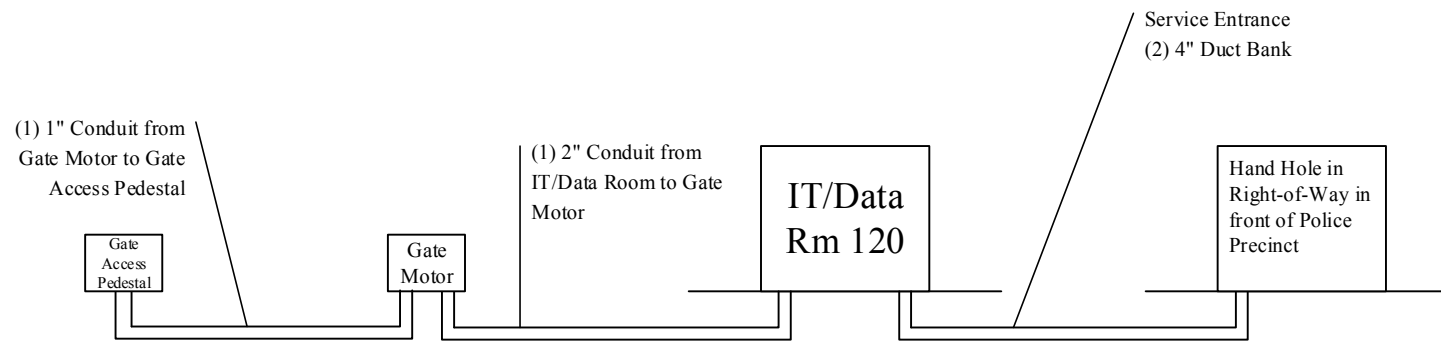 Service Entrance
(2) 4" Duct Bank
(1) 1" Conduit from
Gate Motor to Gate
Access Pedestal
(1) 2" Conduit from
IT/Data Room to Gate
Motor
IT/Data
Rm 120
Hand Hole in
Right-of-Way in
front of Police
Precinct
Gate
Access
Pedestal
Gate
Motor